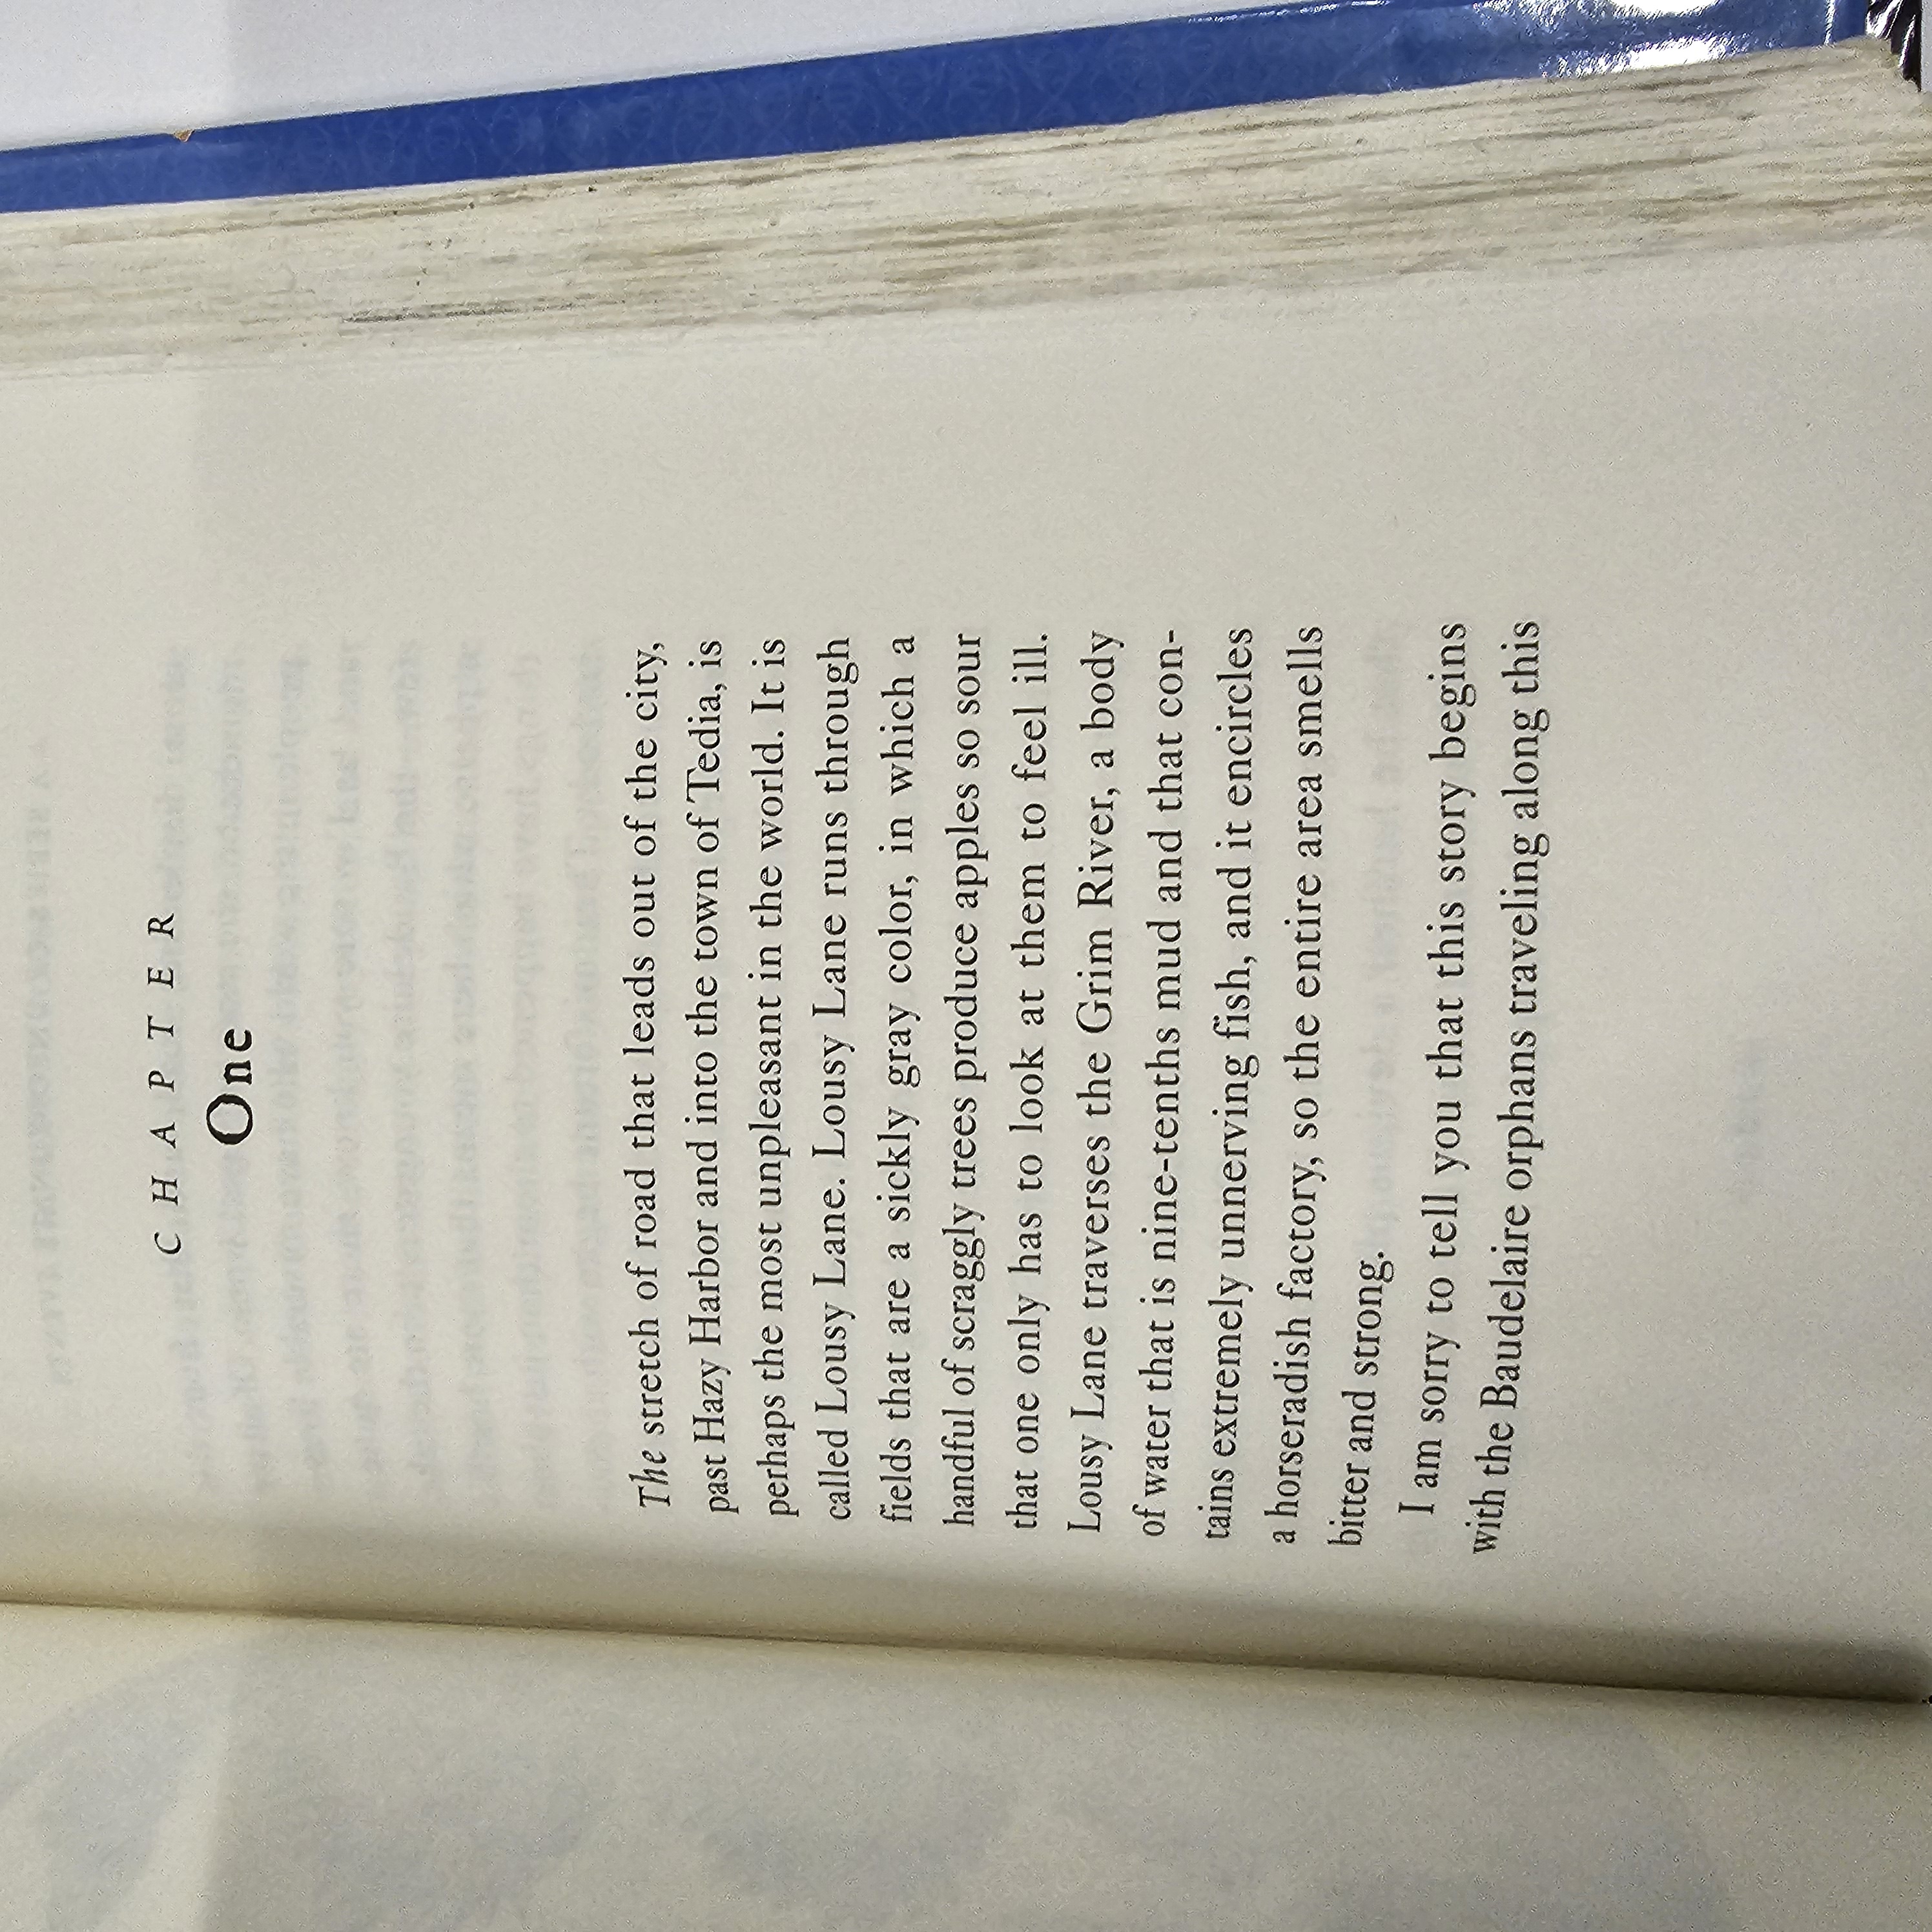 CHAPTER
One
The stretch of road that leads out of the city,
past Hazy Harbor and into the town of Tedia, is
perhaps the most unpleasant in the world. It is
called Lousy Lane. Lousy Lane runs through
fields that are a sickly gray color, in which a
handful of scraggly trees produce apples so sour
that one only has to look at them to feel ill.
Lousy Lane traverses the Grim River, a body
of water that is nine-tenths mud and that con-
tains extremely unnerving fish, and it encircles
a horseradish factory, so the entire area smells
bitter and strong.
I am sorry to tell you that this story begins
with the Baudelaire orphans traveling along this